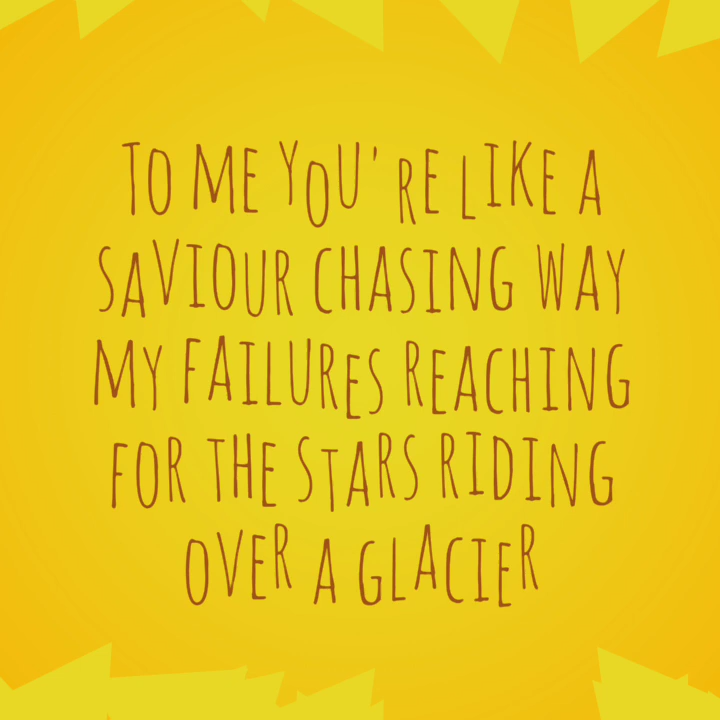 TO ME YOU'RE LIKE A
SAVIOUR CHASING WAY
MY FAILURES REACHING
FOR THE STARS RIDING
OVER A GLACIER